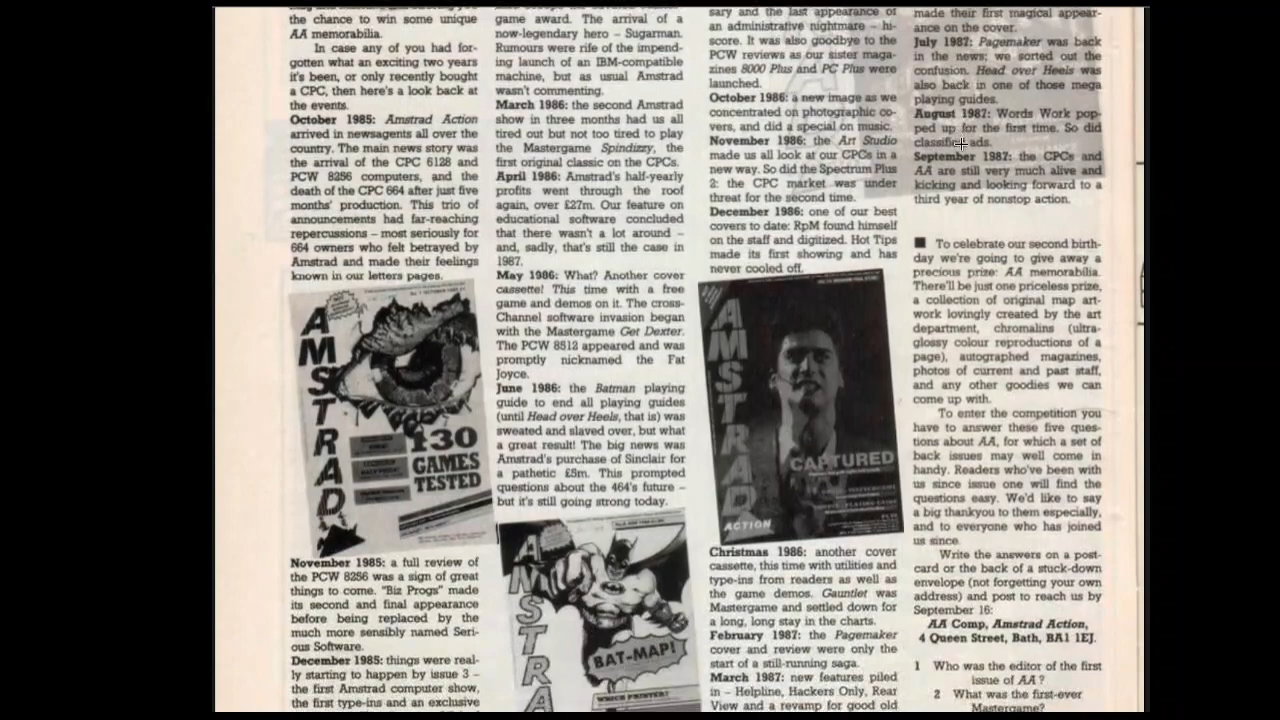 the chance to win some unique
AA memorabilia.
In case any of you had for-
gotten what an exciting two years
it's been, or only recently bought
a CPC, then here's a look back at
the events.
October 1985: Amstrad Action
arrived in newsagents all over the
country. The main news story was
the arrival of the CPC 6128 and
PCW 8256 computers, and the
death of the CPC 664 after just five
months' production. This trio of
announcements had far-reaching
repercussions – most seriously for
664 owners who felt betrayed by
Amstrad and made their feelings
known in our letters pages.
AMSTRAD
130
GAMES
TESTED
November 1985: a full review of
the PCW 8256 was a sign of great
things to come. "Biz Progs" made
its second and final appearance
before being replaced by the
much more sensibly named Seri-
ous Software.
December 1985: things were real-
ly starting to happen by issue 3 –
the first Amstrad computer show,
the first type-ins and an exclusive
game award. The arrival of a
now-legendary hero – Sugarman.
Rumours were rife of the impend-
ing launch of an IBM-compatible
machine, but as usual Amstrad
wasn't commenting.
March 1986: the second Amstrad
show in three months had us all
tired out but not too tired to play
the Mastergame Spindizzy, the
first original classic on the CPCs.
April 1986: Amstrad's half-yearly
profits went through the roof
again, over £27m. Our feature on
educational software concluded
that there wasn't a lot around –
and, sadly, that's still the case in
1987.
May 1986: What? Another cover
cassette! This time with a free
game and demos on it. The cross-
Channel software invasion began
with the Mastergame Get Dexter.
The PCW 8512 appeared and was
promptly nicknamed the Fat
Joyce.
June 1986: the Batman playing
guide to end all playing guides
(until Head over Heels, that is) was
sweated and slaved over, but what
a great result! The big news was
Amstrad's purchase of Sinclair for
a pathetic £5m. This prompted
questions about the 464's future –
but it's still going strong today.
AMSTRA
BAT-MAP!
WHICH PRINTER?
sary and the last appearance of
an administrative nightmare – hi-
score. It was also goodbye to the
PCW reviews as our sister maga-
zines 8000 Plus and PC Plus were
launched.
October 1986: a new image as we
concentrated on photographic co-
vers, and did a special on music.
November 1986: the Art Studio
made us all look at our CPCs in a
new way. So did the Spectrum Plus
2: the CPC market was under
threat for the second time.
December 1986: one of our best
covers to date: RpM found himself
on the staff and digitized. Hot Tips
made its first showing and has
never cooled off.
AMSTRAD
ACTION
CAPTURED
Christmas 1986: another cover
cassette, this time with utilities and
type-ins from readers as well as
the game demos. Gauntlet was
Mastergame and settled down for
a long, long stay in the charts.
February 1987: the Pagemaker
cover and review were only the
start of a still-running saga.
March 1987: new features piled
in – Helpline, Hackers Only, Rear
View and a revamp for good old
made their first magical appear-
ance on the cover.
July 1987: Pagemaker was back
in the news; we sorted out the
confusion. Head over Heels was
also back in one of those mega
playing guides.
August 1987: Words Work pop-
ped up for the first time. So did
classified ads.
September 1987: the CPCs and
AA are still very much alive and
kicking and looking forward to a
third year of nonstop action.
■ To celebrate our second birth-
day we're going to give away a
precious prize: AA memorabilia.
There'll be just one priceless prize,
a collection of original map art-
work lovingly created by the art
department, chromalins (ultra-
glossy colour reproductions of a
page), autographed magazines,
photos of current and past staff,
and any other goodies we can
come up with.
To enter the competition you
have to answer these five ques-
tions about AA, for which a set of
back issues may well come in
handy. Readers who've been with
us since issue one will find the
questions easy. We'd like to say
a big thankyou to them especially,
and to everyone who has joined
us since.
Write the answers on a post-
card or the back of a stuck-down
envelope (not forgetting your own
address) and post to reach us by
September 16:
AA Comp, Amstrad Action,
4 Queen Street, Bath, BA1 1EJ.
1 Who was the editor of the first
issue of AA?
2 What was the first-ever
Mastergame?